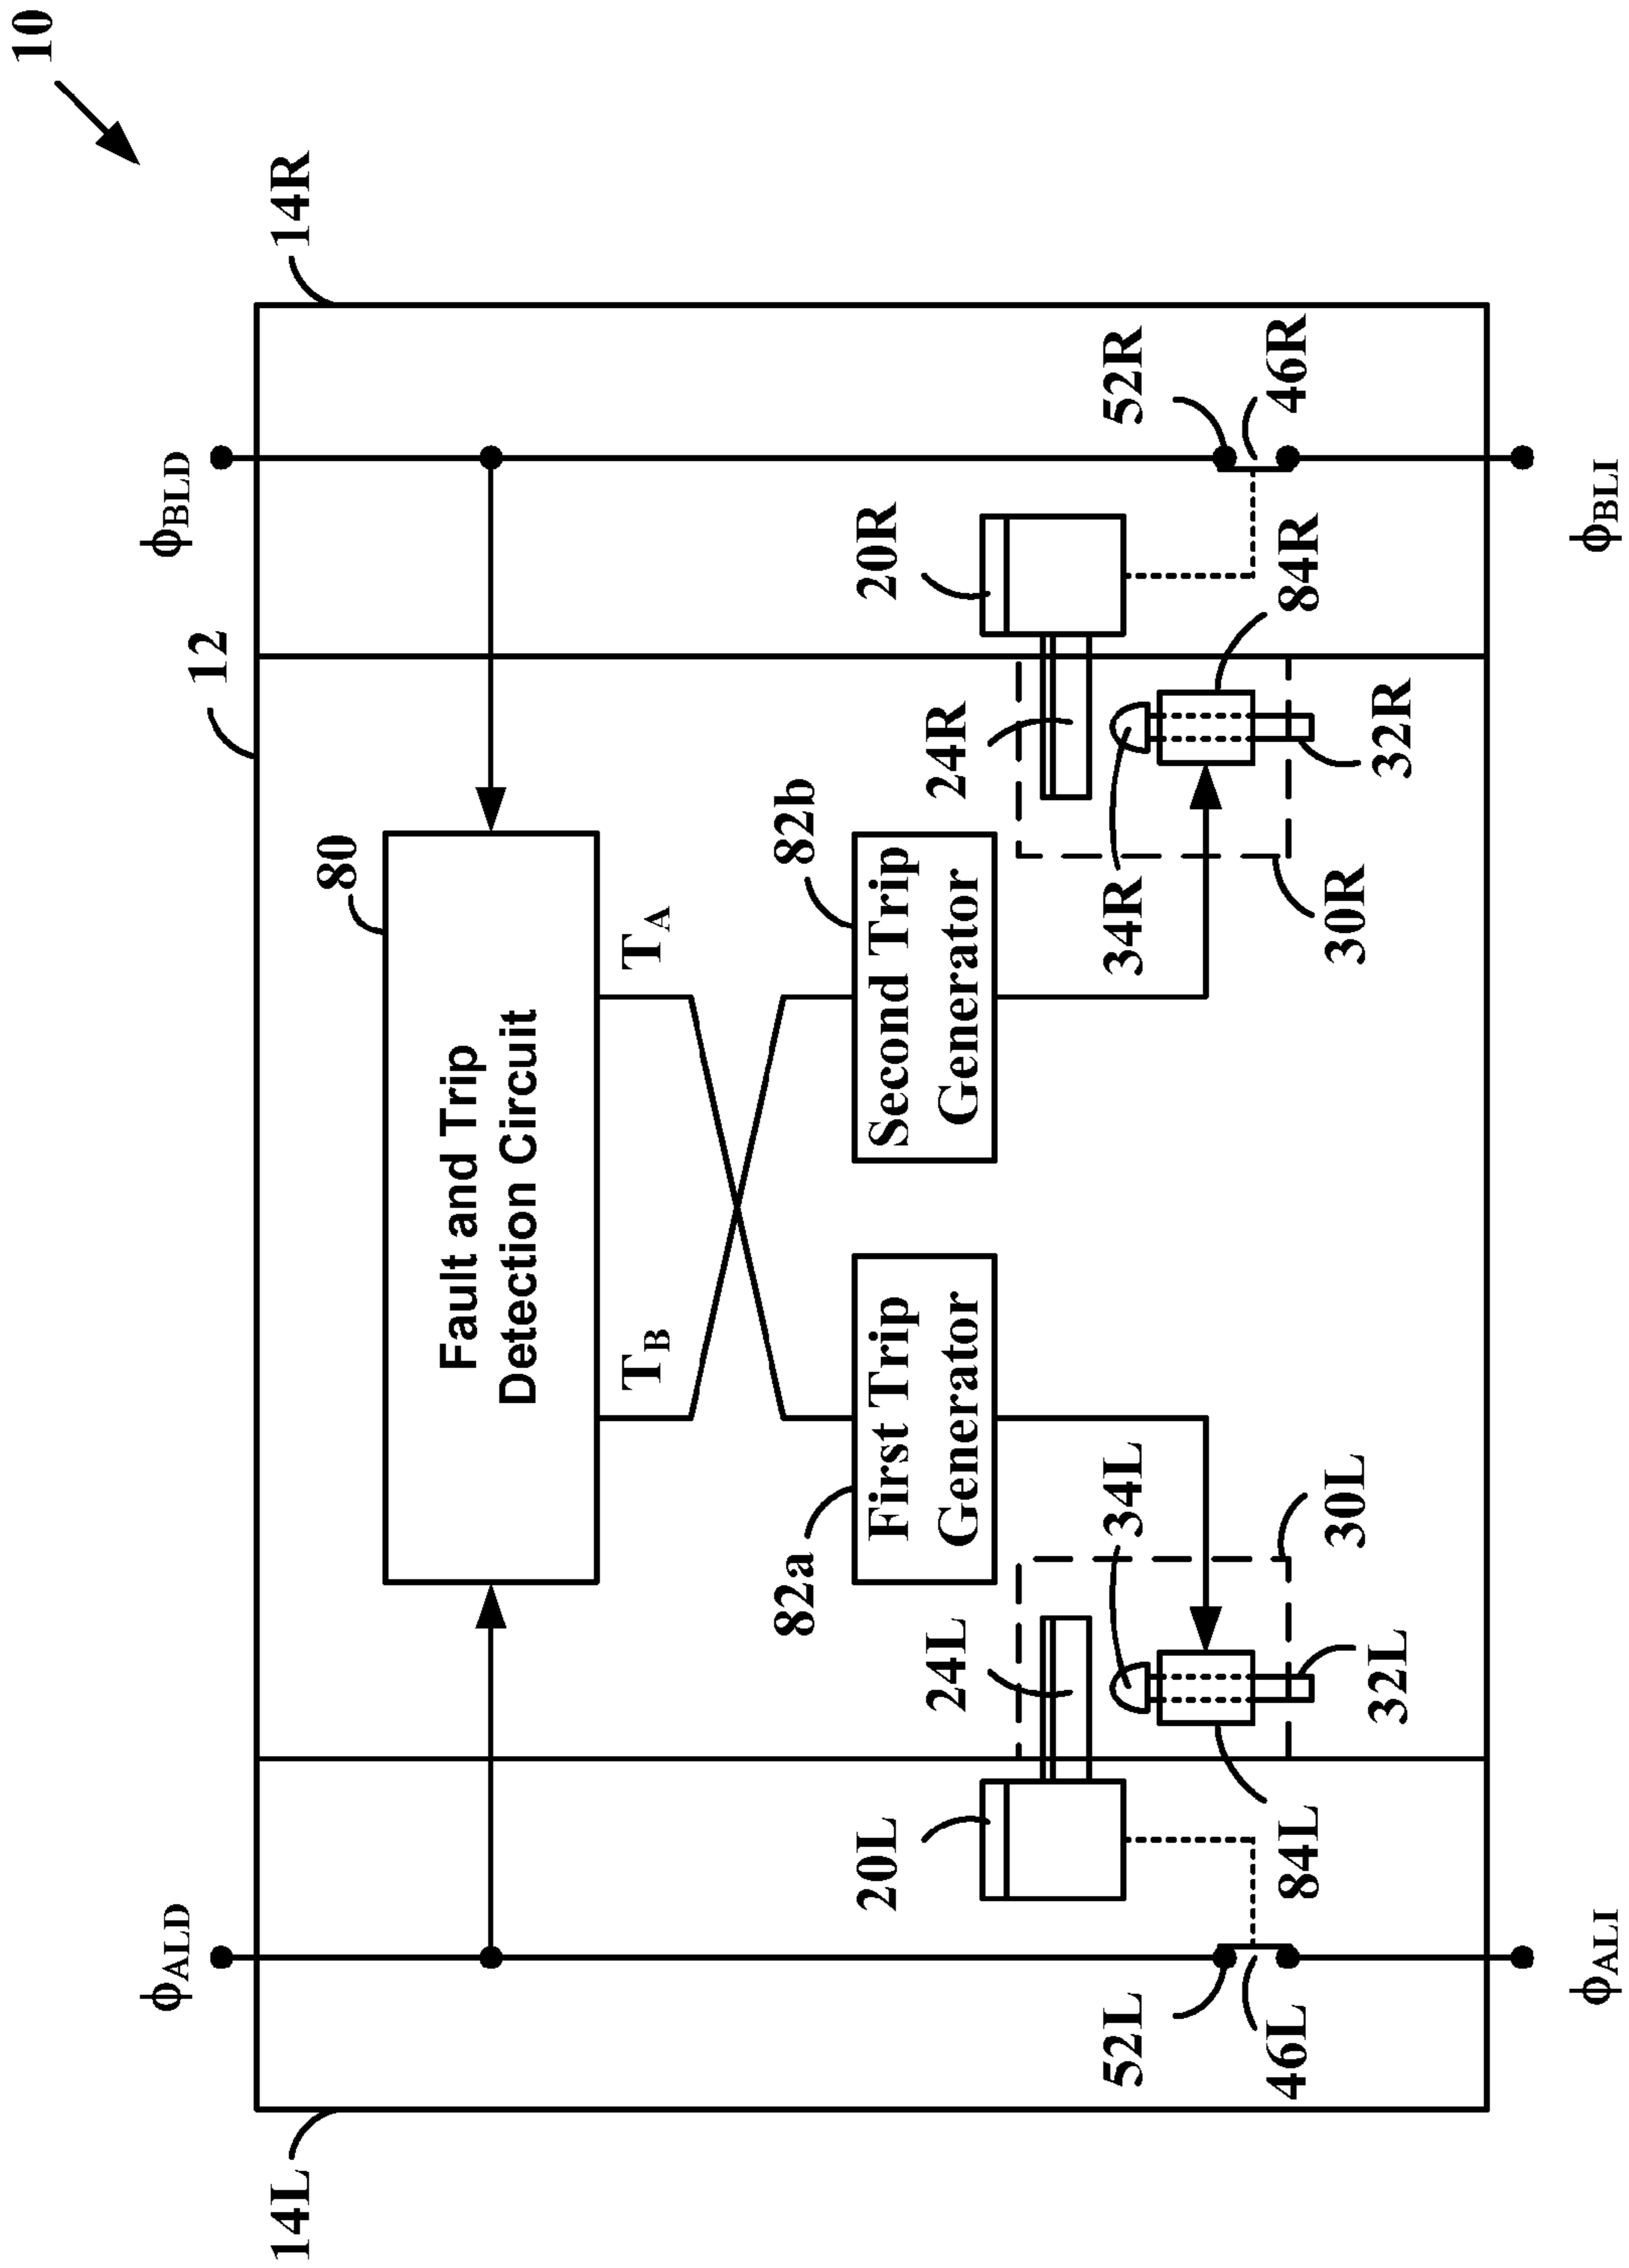 10
14L
14R
12
ϕALD
ϕBLD
80
Fault and Trip
Detection Circuit
TB
TA
82a
First Trip
Generator
82b
Second Trip
Generator
20L
24L
24R
20R
52L
34L
34R
52R
46L
84L
84R
46R
30L
30R
32L
32R
ϕALI
ϕBLI